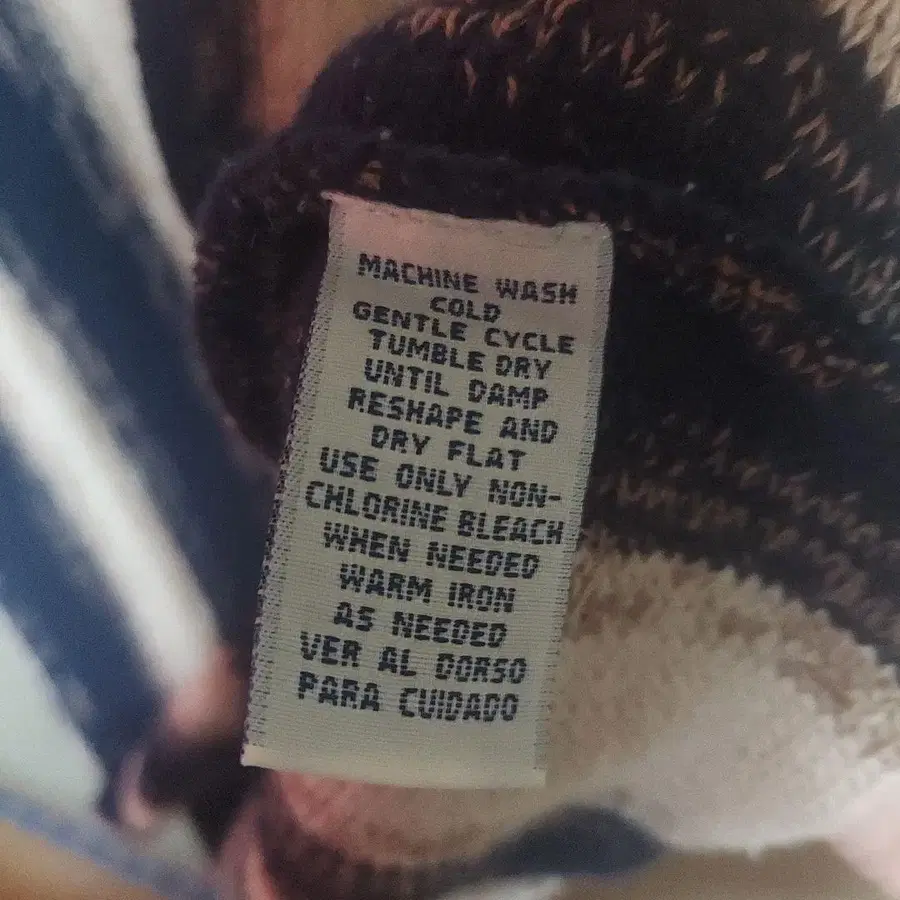 MACHINE WASH
COLD
GENTLE CYCLE
TUMBLE DRY
UNTIL DAMP
RESHAPE AND
DRY FLAT
USE ONLY NON-
CHLORINE BLEACH
WHEN NEEDED
WARM IRON
AS NEEDED
VER AL DORSO
PARA CUIDADO